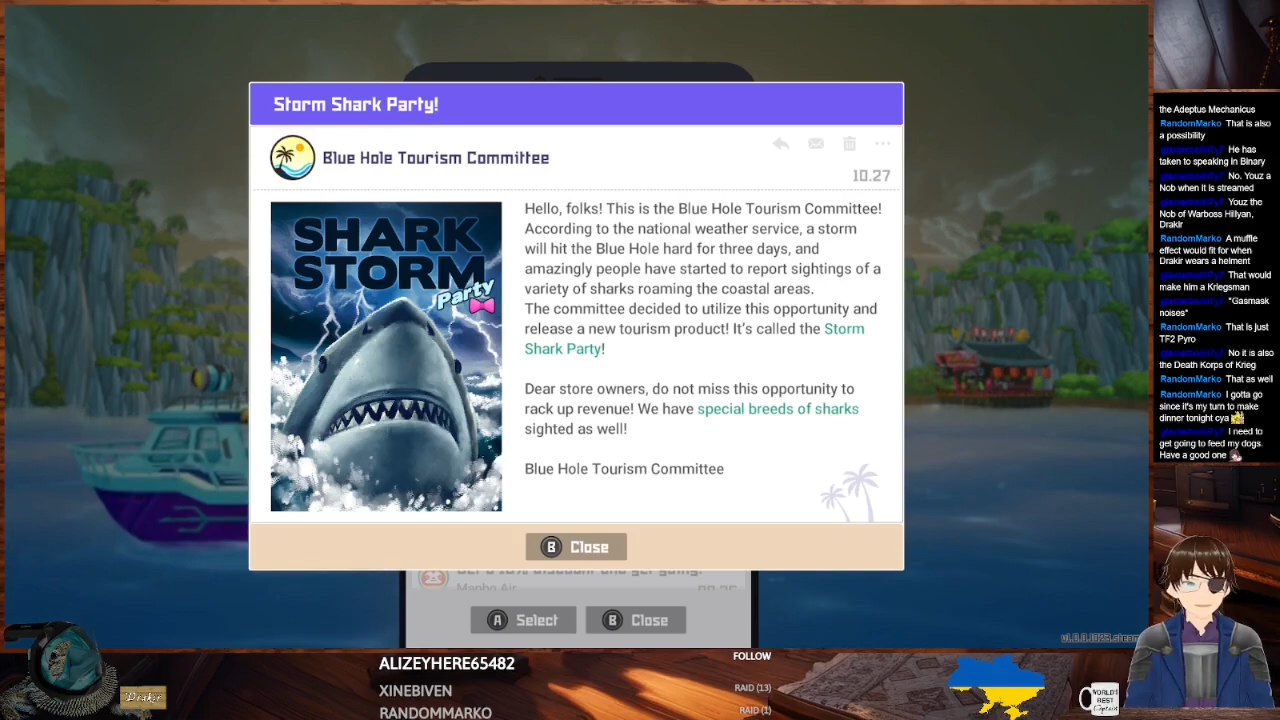 Storm Shark Party!
Blue Hole Tourism Committee
10.27
SHARK
STORM
Party
Hello, folks! This is the Blue Hole Tourism Committee!
According to the national weather service, a storm
will hit the Blue Hole hard for three days, and
amazingly people have started to report sightings of a
variety of sharks roaming the coastal areas.
The committee decided to utilize this opportunity and
release a new tourism product! It's called the Storm
Shark Party!
Dear store owners, do not miss this opportunity to
rack up revenue! We have special breeds of sharks
sighted as well!
Blue Hole Tourism Committee
B Close
Manbo Air
A Select
B Close
the Adeptus Mechanicus
RandomMarko That is also
a possibility
He has
taken to speaking in Binary
No. Youz a
Nob when it is streamed
Youz the
Nob of Warboss Hillyan,
Drakir
RandomMarko A muffle
effect would fit for when
Drakir wears a helment
That would
make him a Kriegsman
"Gasmask
noises"
RandomMarko That is just
TF2 Pyro
No it is also
the Death Korps of Krieg
RandomMarko That as well
RandomMarko I gotta go
since it's my turn to make
dinner tonight cya
I need to
get going to feed my dogs.
Have a good one
Drakir
ALIZEYHERE65482
FOLLOW
XINEBIVEN
RAID (13)
RANDOMMARKO
RAID (1)
WORLD'S
BEST
Captain